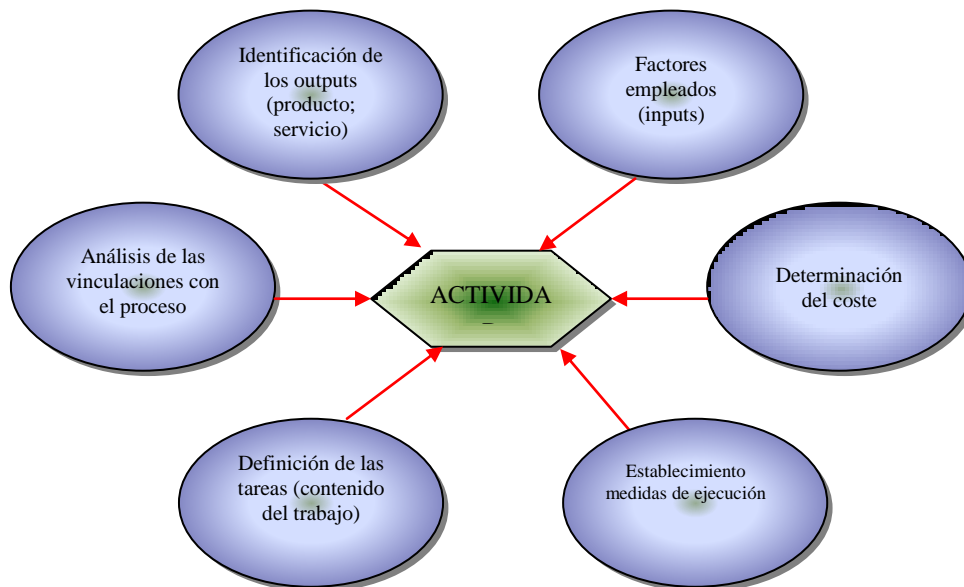 Identificación de
los outputs
(producto;
servicio)
Factores
empleados
(inputs)
Análisis de las
vinculaciones con
el proceso
ACTIVIDA
Determinación
del coste
Definición de las
tareas (contenido
del trabajo)
Establecimiento
medidas de ejecución